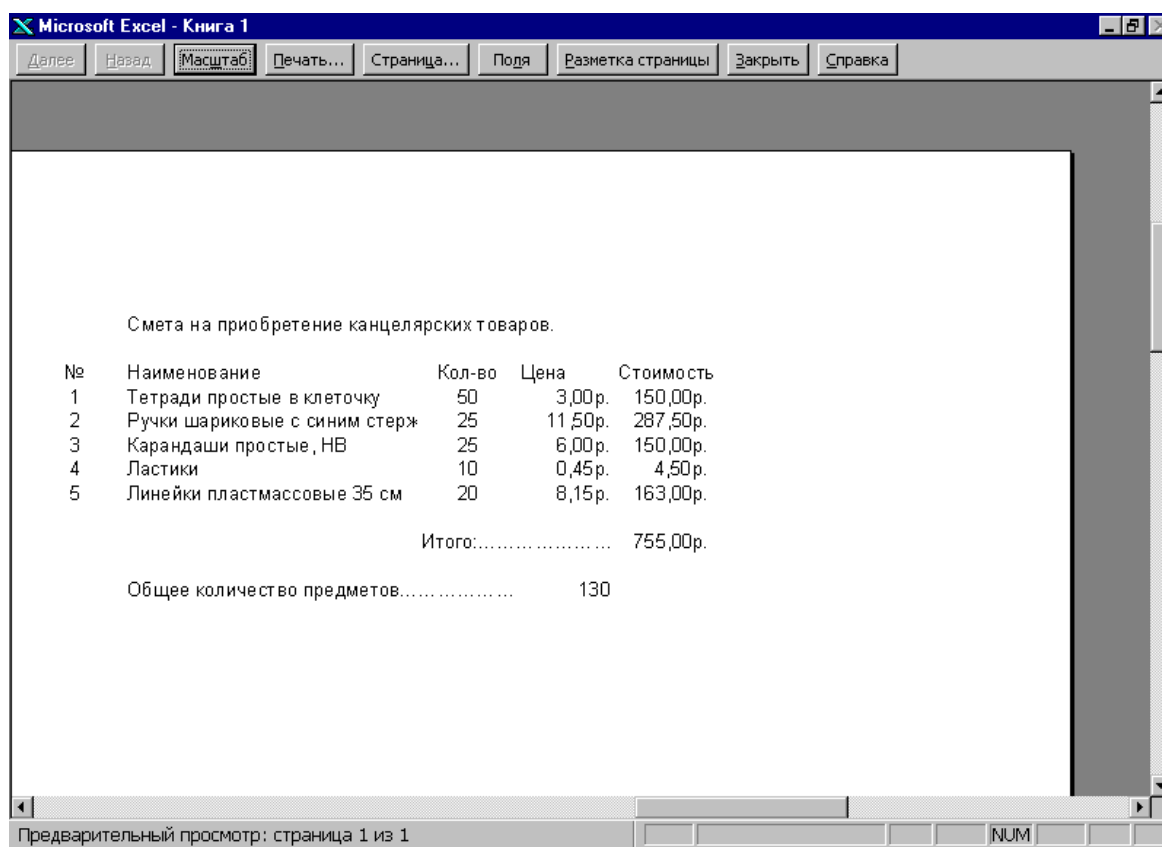 Microsoft Excel - Книга 1
Далее Назад Масштаб Печать... Страница... Поля Разметка страницы Закрыть Справка
Смета на приобретение канцелярских товаров.
№ Наименование Кол-во Цена Стоимость
1 Тетради простые в клеточку 50 3,00р. 150,00р.
2 Ручки шариковые с синим стерж 25 11,50р. 287,50р.
3 Карандаши простые, НВ 25 6,00р. 150,00р.
4 Ластики 10 0,45р. 4,50р.
5 Линейки пластмассовые 35 см 20 8,15р. 163,00р.
Итого:………………… 755,00р.
Общее количество предметов……………… 130
Предварительный просмотр: страница 1 из 1 NUM